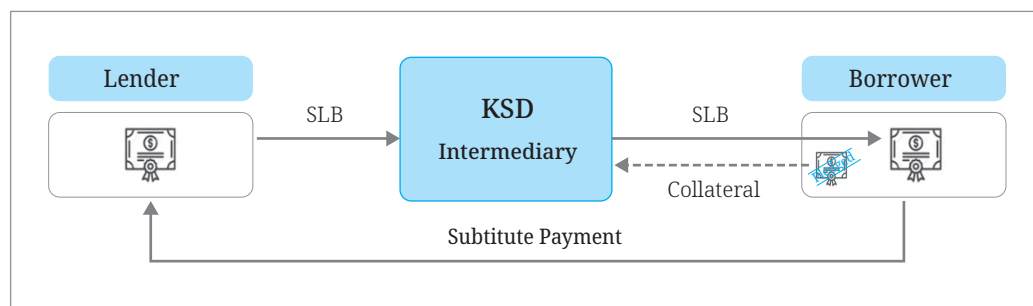 Lender
KSD
Intermediary
Borrower
SLB
SLB
Collateral
Subtitute Payment